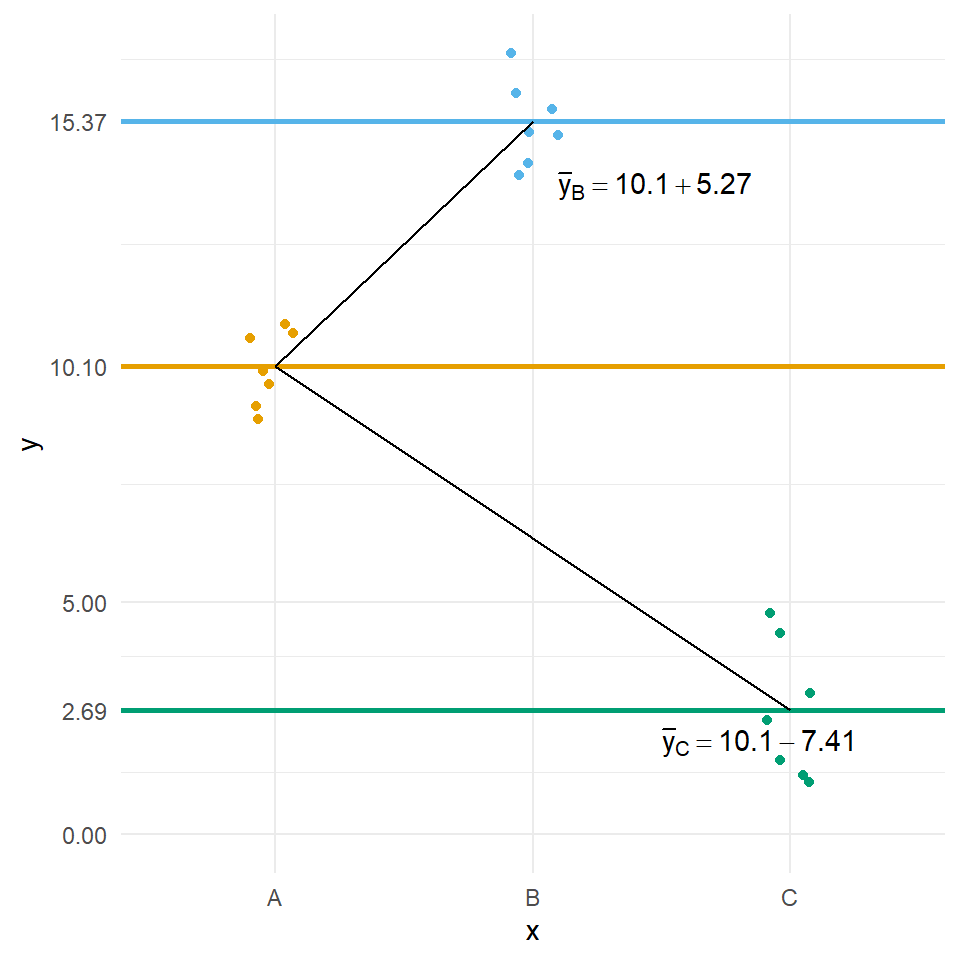 15.37
ȳB = 10.1 + 5.27
10.10
y
5.00
2.69
ȳC = 10.1 − 7.41
0.00
A B C
x